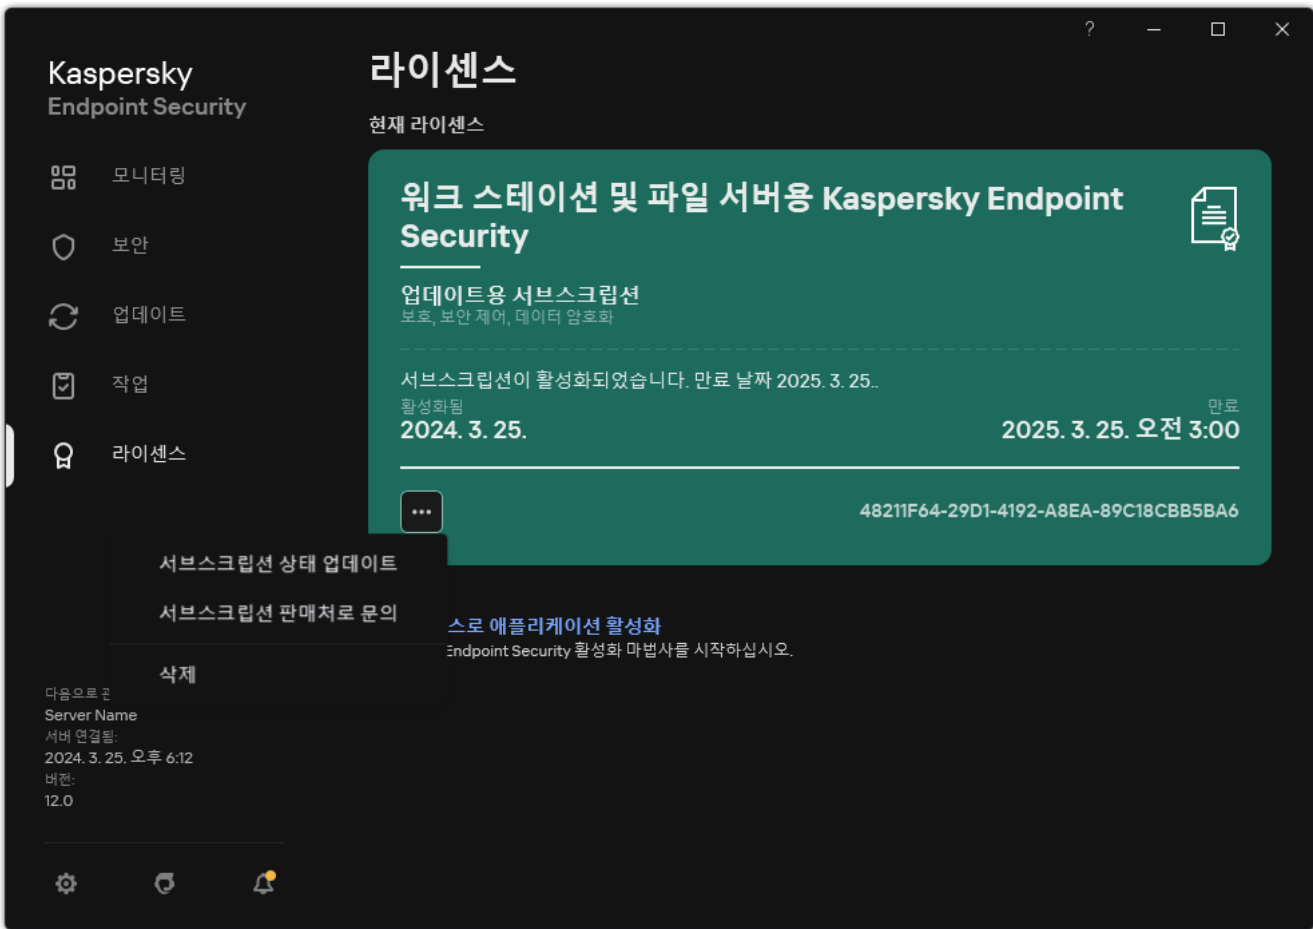 ?
Kaspersky
Endpoint Security
모니터링
보안
업데이트
작업
라이센스
라이센스
현재 라이센스
워크 스테이션 및 파일 서버용 Kaspersky Endpoint
Security
업데이트용 서브스크립션
보호, 보안 제어, 데이터 암호화
서브스크립션이 활성화되었습니다. 만료 날짜 2025. 3. 25..
활성화됨
만료
2024. 3. 25.
2025. 3. 25. 오전 3:00
48211F64-29D1-4192-A8EA-89C18CBB5BA6
서브스크립션 상태 업데이트
서브스크립션 판매처로 문의
삭제
스로 애플리케이션 활성화
Endpoint Security 활성화 마법사를 시작하십시오.
다음으로
Server Name
서버 연결됨:
2024. 3. 25. 오후 6:12
버전:
12.0